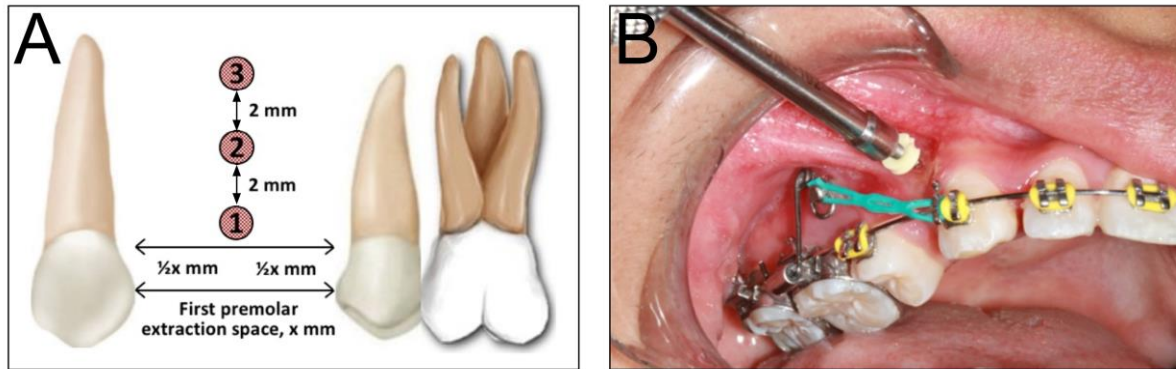 A
3
2 mm
2
2 mm
1
½x mm ½x mm
First premolar
extraction space, x mm
B